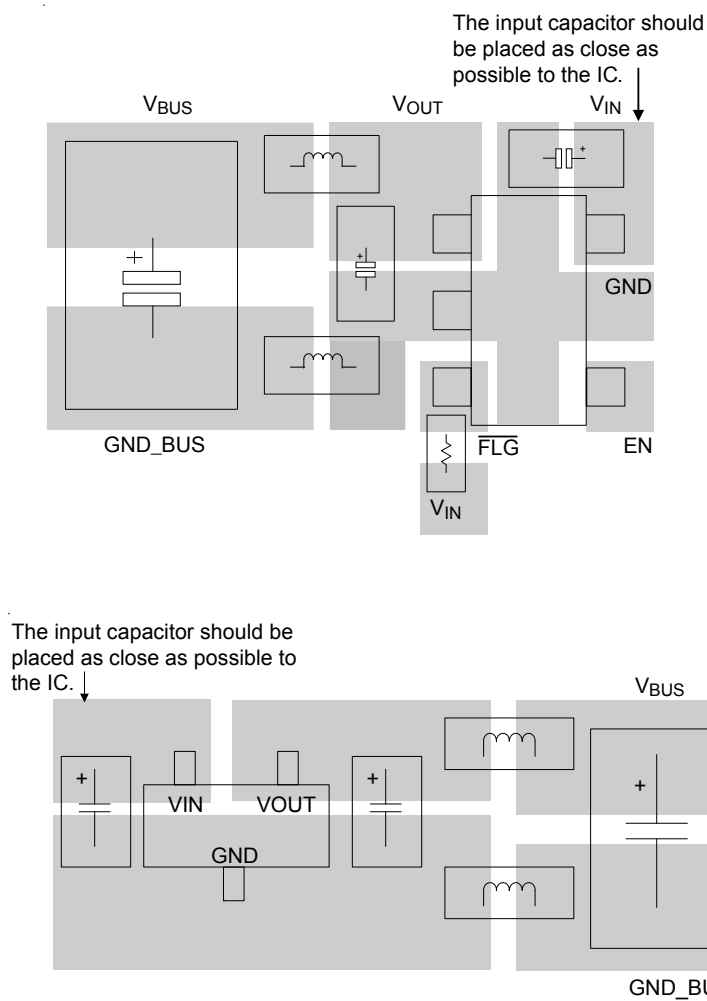 The input capacitor should
be placed as close as
possible to the IC.
VBUS
VOUT
VIN
GND
GND_BUS
FLG
EN
VIN
The input capacitor should be
placed as close as possible to
the IC.
VBUS
VIN
VOUT
GND